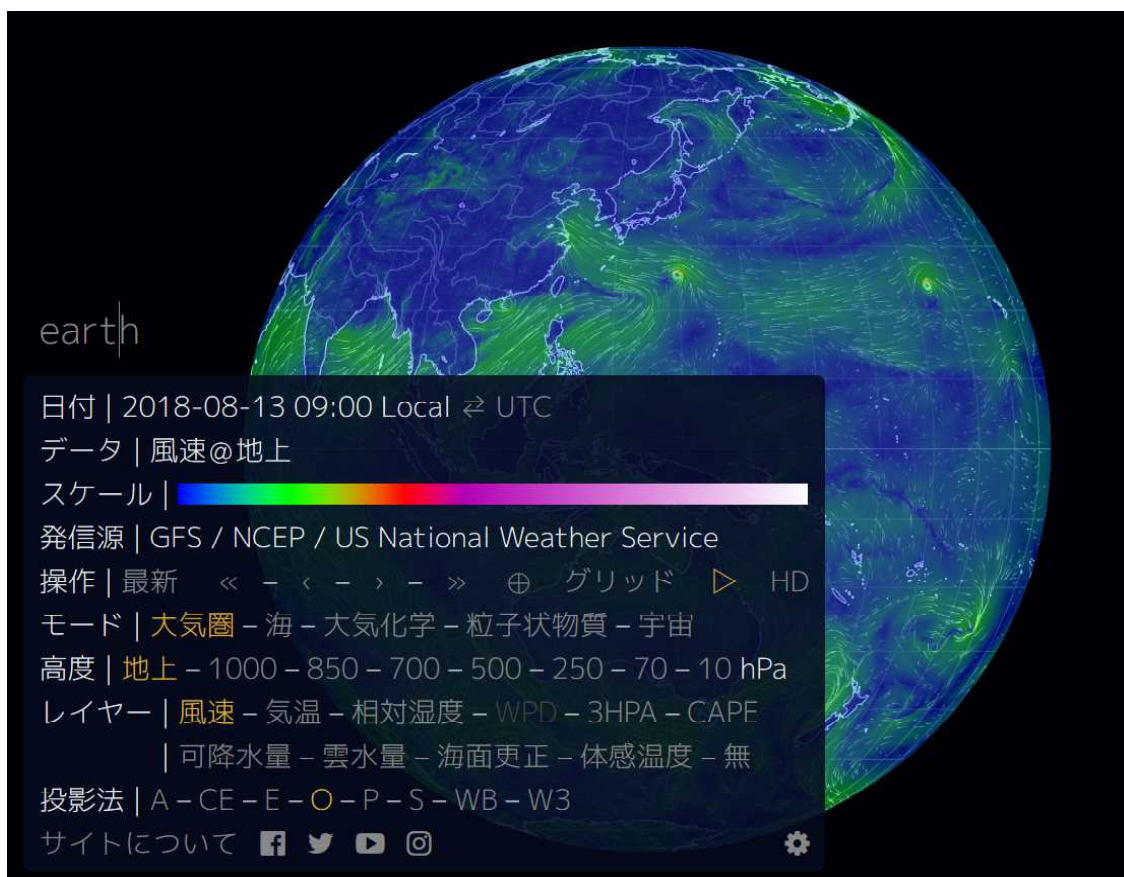 earth
日付 | 2018-08-13 09:00 Local ⇄ UTC
データ | 風速@地上
スケール |
発信源 | GFS / NCEP / US National Weather Service
操作 | 最新 « – ‹ – › – » ⊕ グリッド ▷ HD
モード | 大気圏 – 海 – 大気化学 – 粒子状物質 – 宇宙
高度 | 地上 – 1000 – 850 – 700 – 500 – 250 – 70 – 10 hPa
レイヤー | 風速 – 気温 – 相対湿度 – WPD – 3HPA – CAPE
| 可降水量 – 雲水量 – 海面更正 – 体感温度 – 無
投影法 | A – CE – E – O – P – S – WB – W3
サイトについて